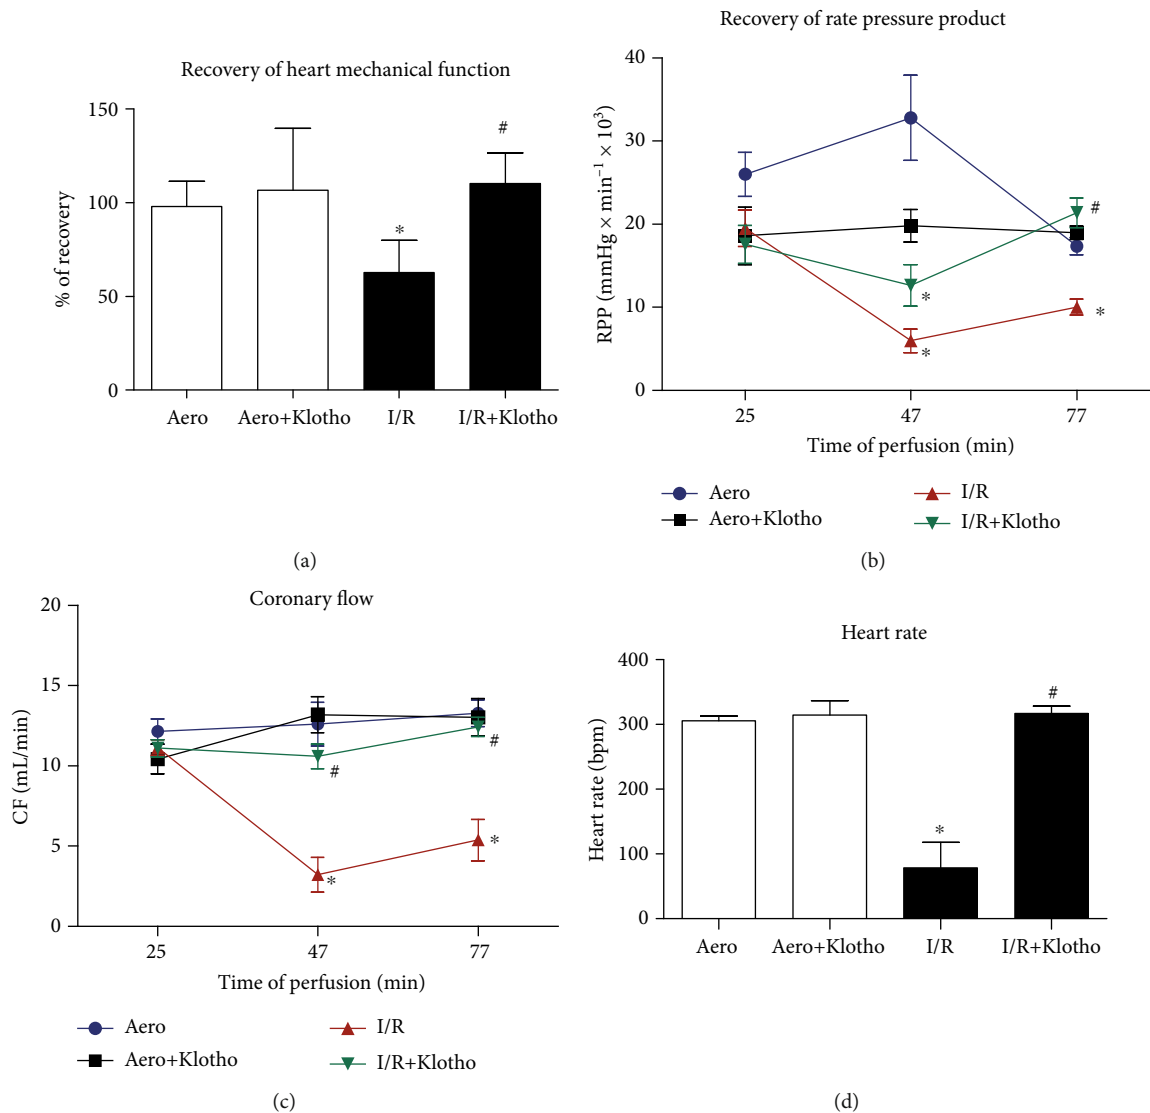 Recovery of heart mechanical function
% of recovery
150
100
50
0
*
#
Aero
Aero+Klotho
I/R
I/R+Klotho
(a)
Recovery of rate pressure product
RPP (mmHg × min⁻¹ × 10³)
40
30
20
10
0
*
*
#
*
25
47
77
Time of perfusion (min)
Aero
Aero+Klotho
I/R
I/R+Klotho
(b)
Coronary flow
CF (mL/min)
20
15
10
5
0
#
*
#
*
25
47
77
Time of perfusion (min)
Aero
Aero+Klotho
I/R
I/R+Klotho
(c)
Heart rate
Heart rate (bpm)
400
300
200
100
0
*
#
Aero
Aero+Klotho
I/R
I/R+Klotho
(d)